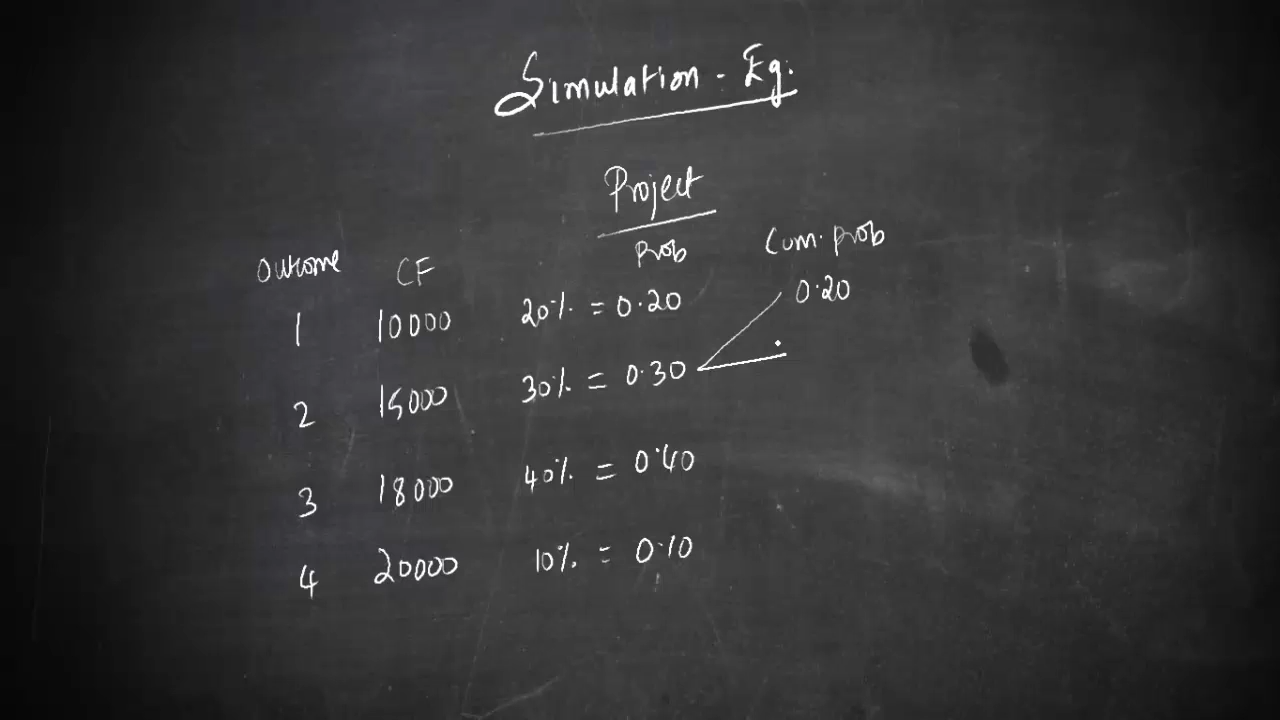 Simulation - Eg.
Project
Outcome CF Prob Cum. prob
1 10000 20% = 0.20 0.20
2 15000 30% = 0.30
3 18000 40% = 0.40
4 20000 10% = 0.10